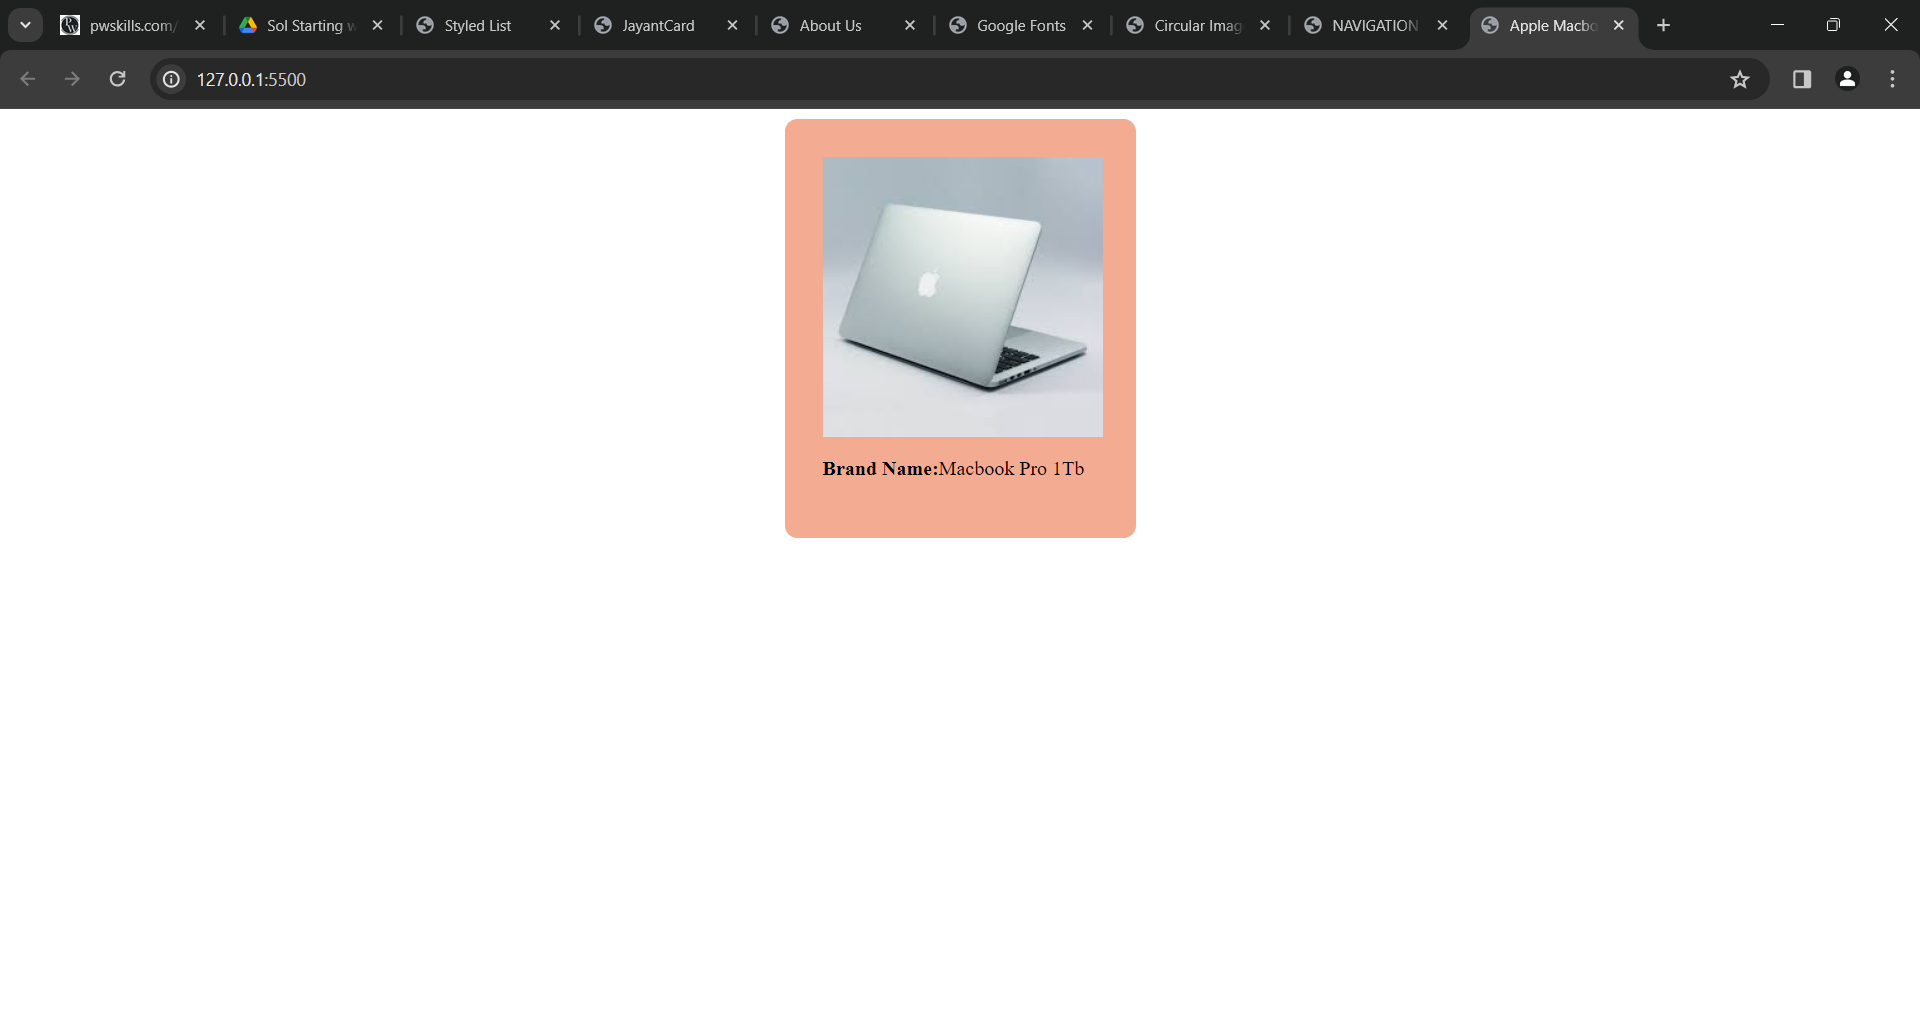 pwskills.com/
Sol Starting w
Styled List
JayantCard
About Us
Google Fonts
Circular Imag
NAVIGATION
Apple Macbo
127.0.0.1:5500
Brand Name:Macbook Pro 1Tb